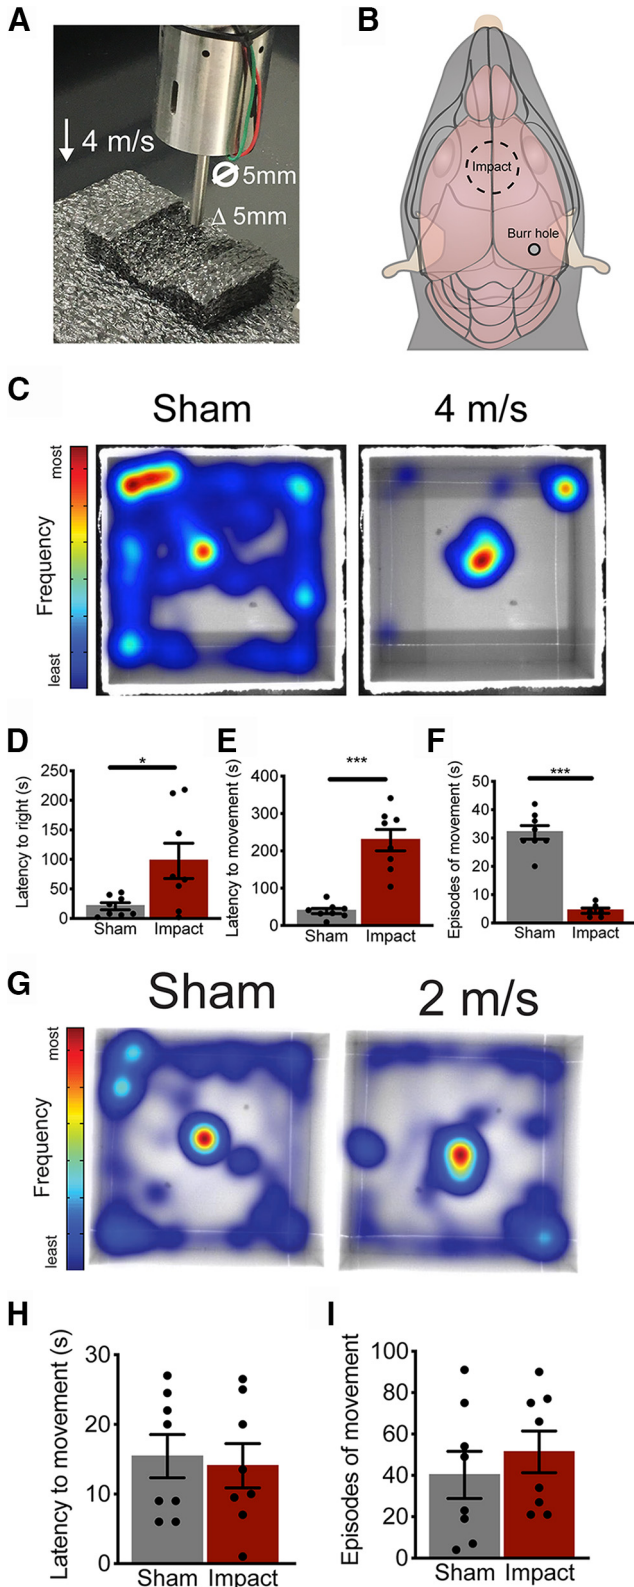 A
4 m/s
Ø 5mm
Δ 5mm
B
Impact
Burr hole
C
Sham
4 m/s
most
Frequency
least
D
Latency to right (s)
250
200
150
100
50
0
*
Sham Impact
E
Latency to movement (s)
400
300
200
100
0
***
Sham Impact
F
Episodes of movement (s)
50
40
30
20
10
0
***
Sham Impact
G
Sham
2 m/s
most
Frequency
least
H
Latency to movement (s)
30
20
10
0
Sham Impact
I
Episodes of movement
100
80
60
40
20
0
Sham Impact